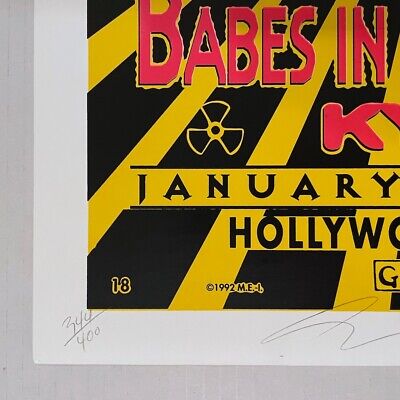 BABES IN
KY
JANUARY
HOLLYWO
G
18 ©1992 M.E.I.
344/400